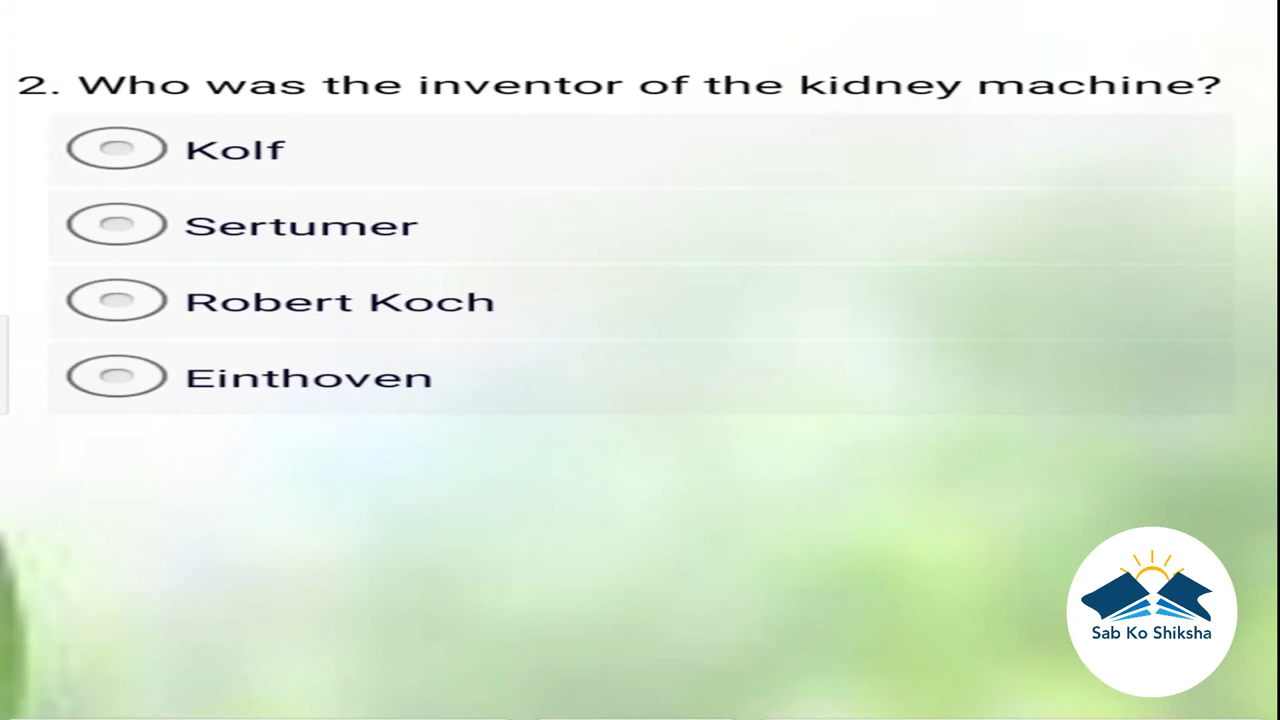 2. Who was the inventor of the kidney machine?
Kolf
Sertumer
Robert Koch
Einthoven
Sab Ko Shiksha